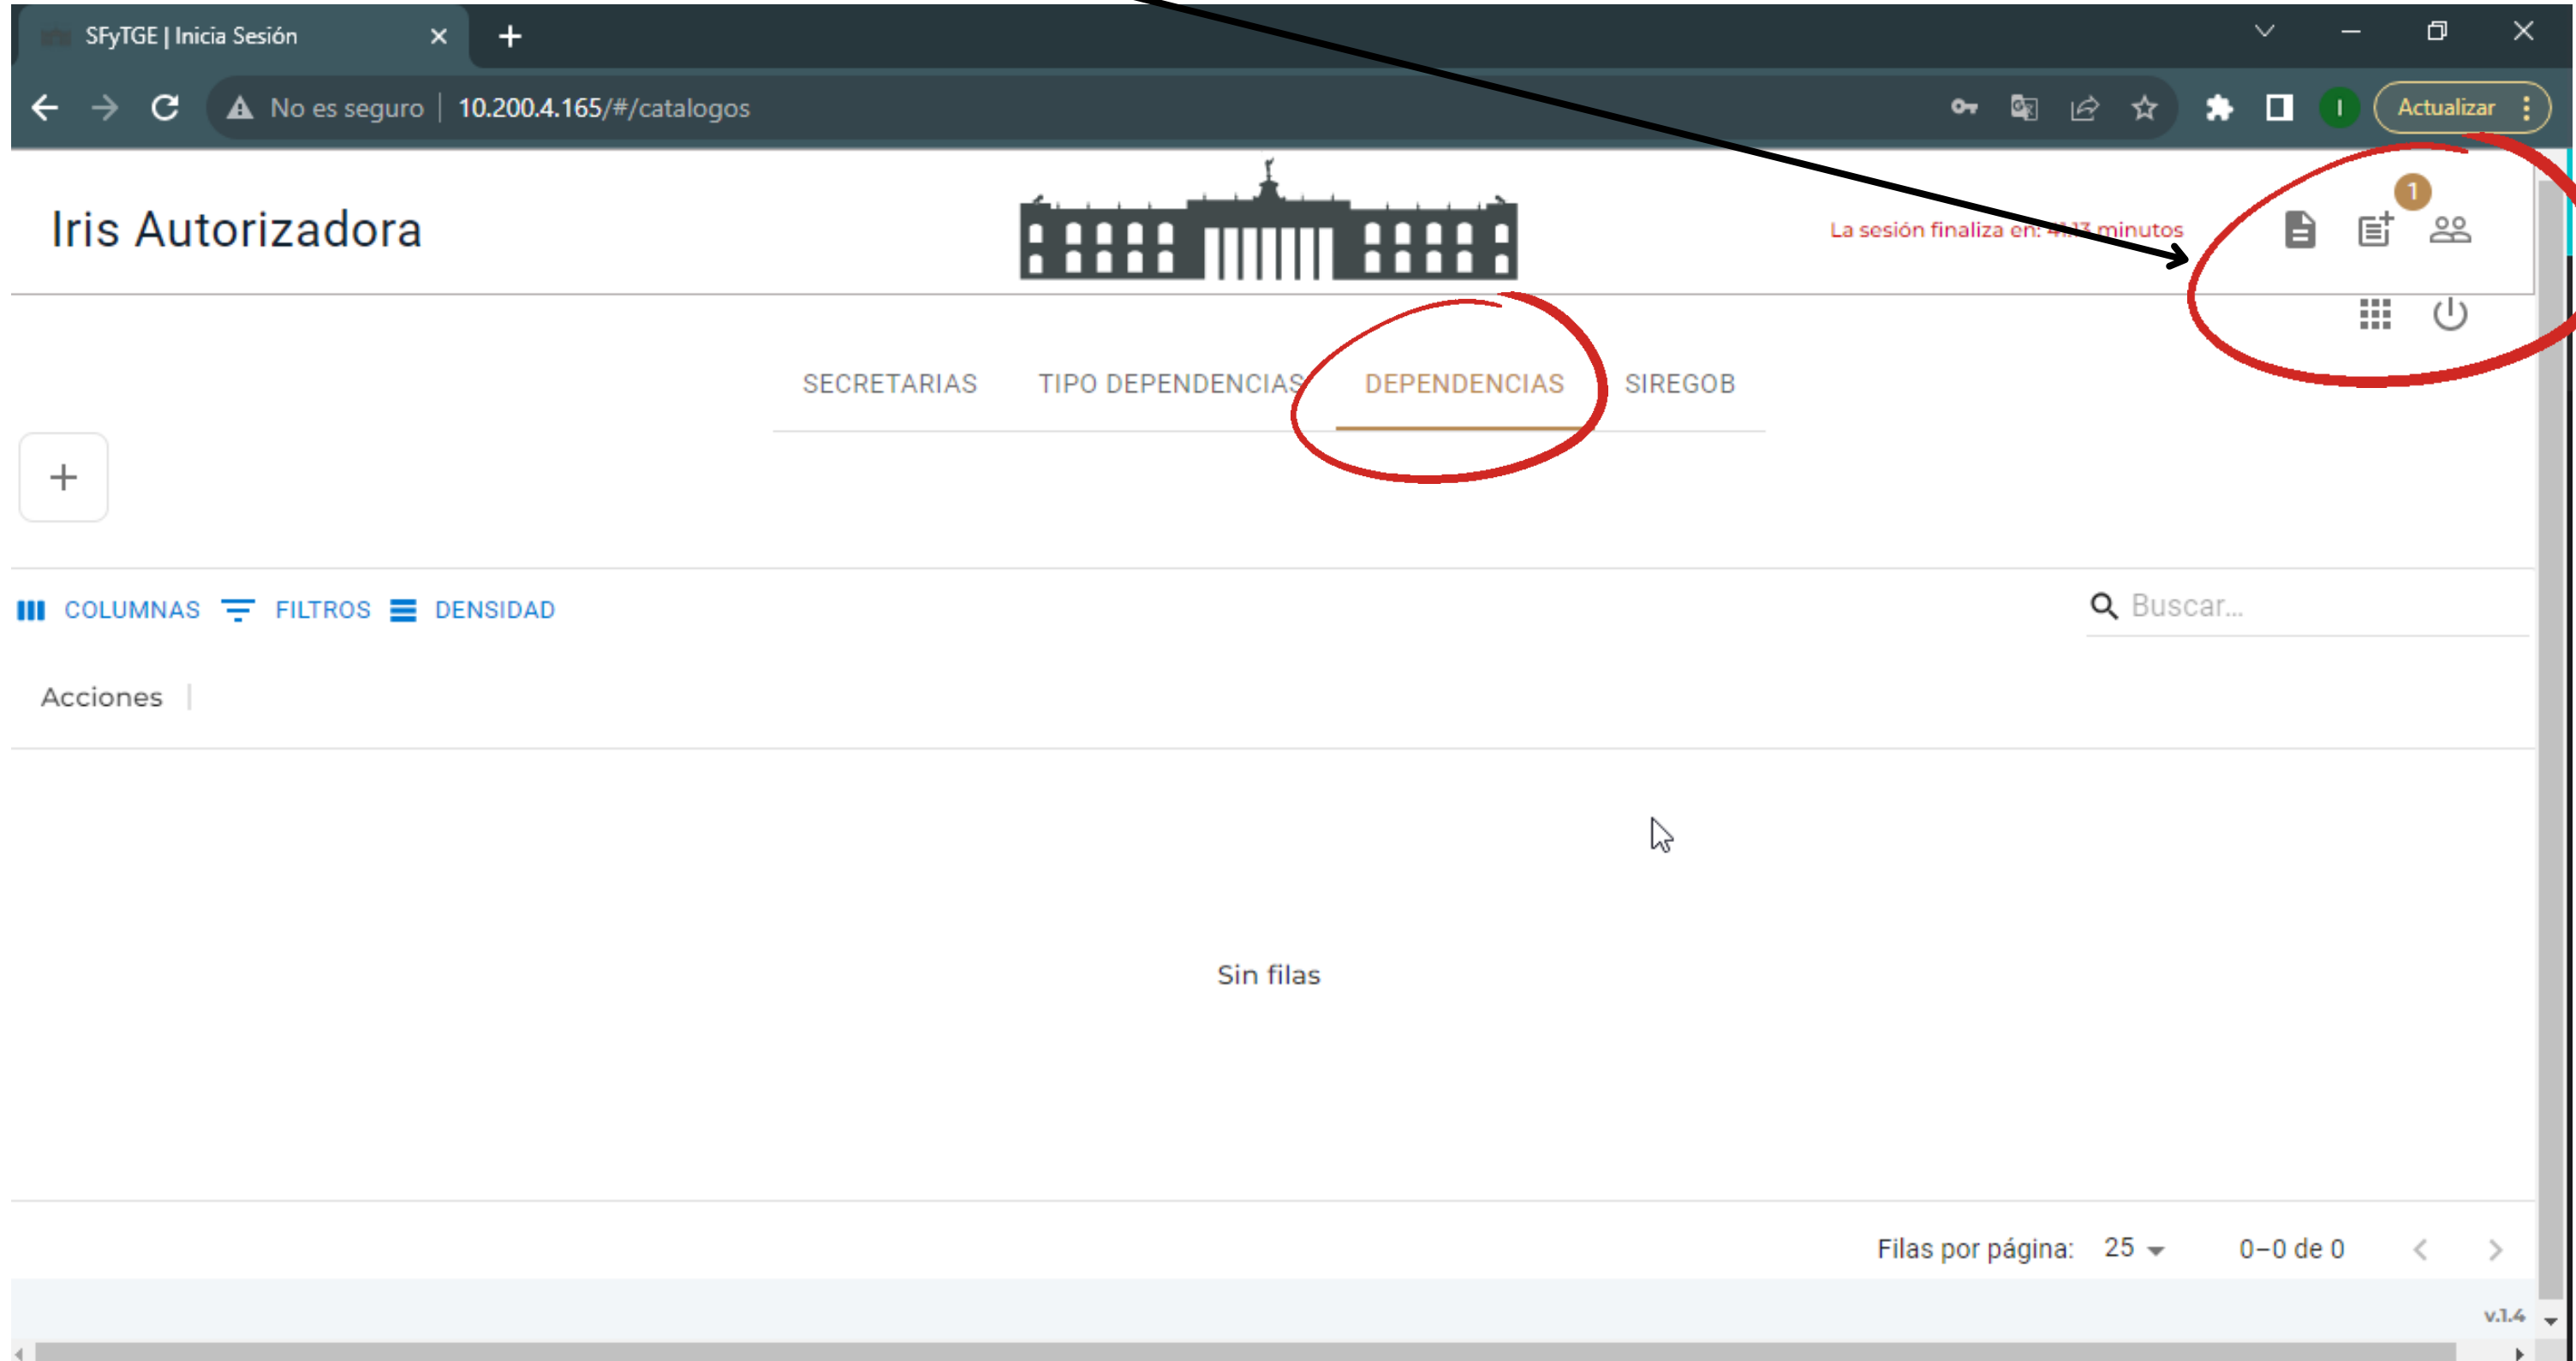 SFyTGE | Inicia Sesión
No es seguro | 10.200.4.165/#/catalogos
Actualizar
1
Iris Autorizadora
La sesión finaliza en: minutos
SECRETARIAS TIPO DEPENDENCIAS DEPENDENCIAS SIREGOB
COLUMNAS FILTROS DENSIDAD
Buscar...
Acciones
Sin filas
Filas por página: 25 0–0 de 0
v.1.4